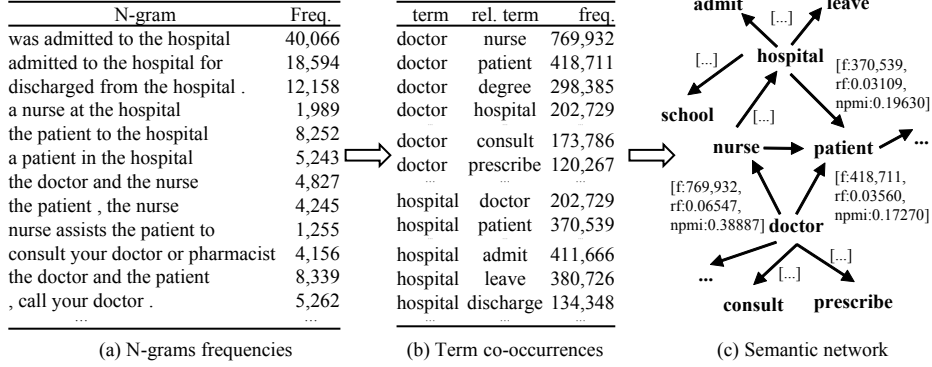 N-gram Freq.
was admitted to the hospital 40,066
admitted to the hospital for 18,594
discharged from the hospital . 12,158
a nurse at the hospital 1,989
the patient to the hospital 8,252
a patient in the hospital 5,243
the doctor and the nurse 4,827
the patient , the nurse 4,245
nurse assists the patient to 1,255
consult your doctor or pharmacist 4,156
the doctor and the patient 8,339
, call your doctor . 5,262
... ...
(a) N-grams frequencies
term rel. term freq.
doctor nurse 769,932
doctor patient 418,711
doctor degree 298,385
doctor hospital 202,729
doctor consult 173,786
doctor prescribe 120,267
... ... ...
hospital doctor 202,729
hospital patient 370,539
... ... ...
hospital admit 411,666
hospital leave 380,726
hospital discharge 134,348
... ... ...
(b) Term co-occurrences
admit leave
[...]
hospital
[...]
[f:370,539,
rf:0.03109,
npmi:0.19630]
school
[...]
nurse patient ...
[f:769,932,
rf:0.06547,
npmi:0.38887]
[f:418,711,
rf:0.03560,
npmi:0.17270]
doctor
... [...] [...]
consult prescribe
(c) Semantic network